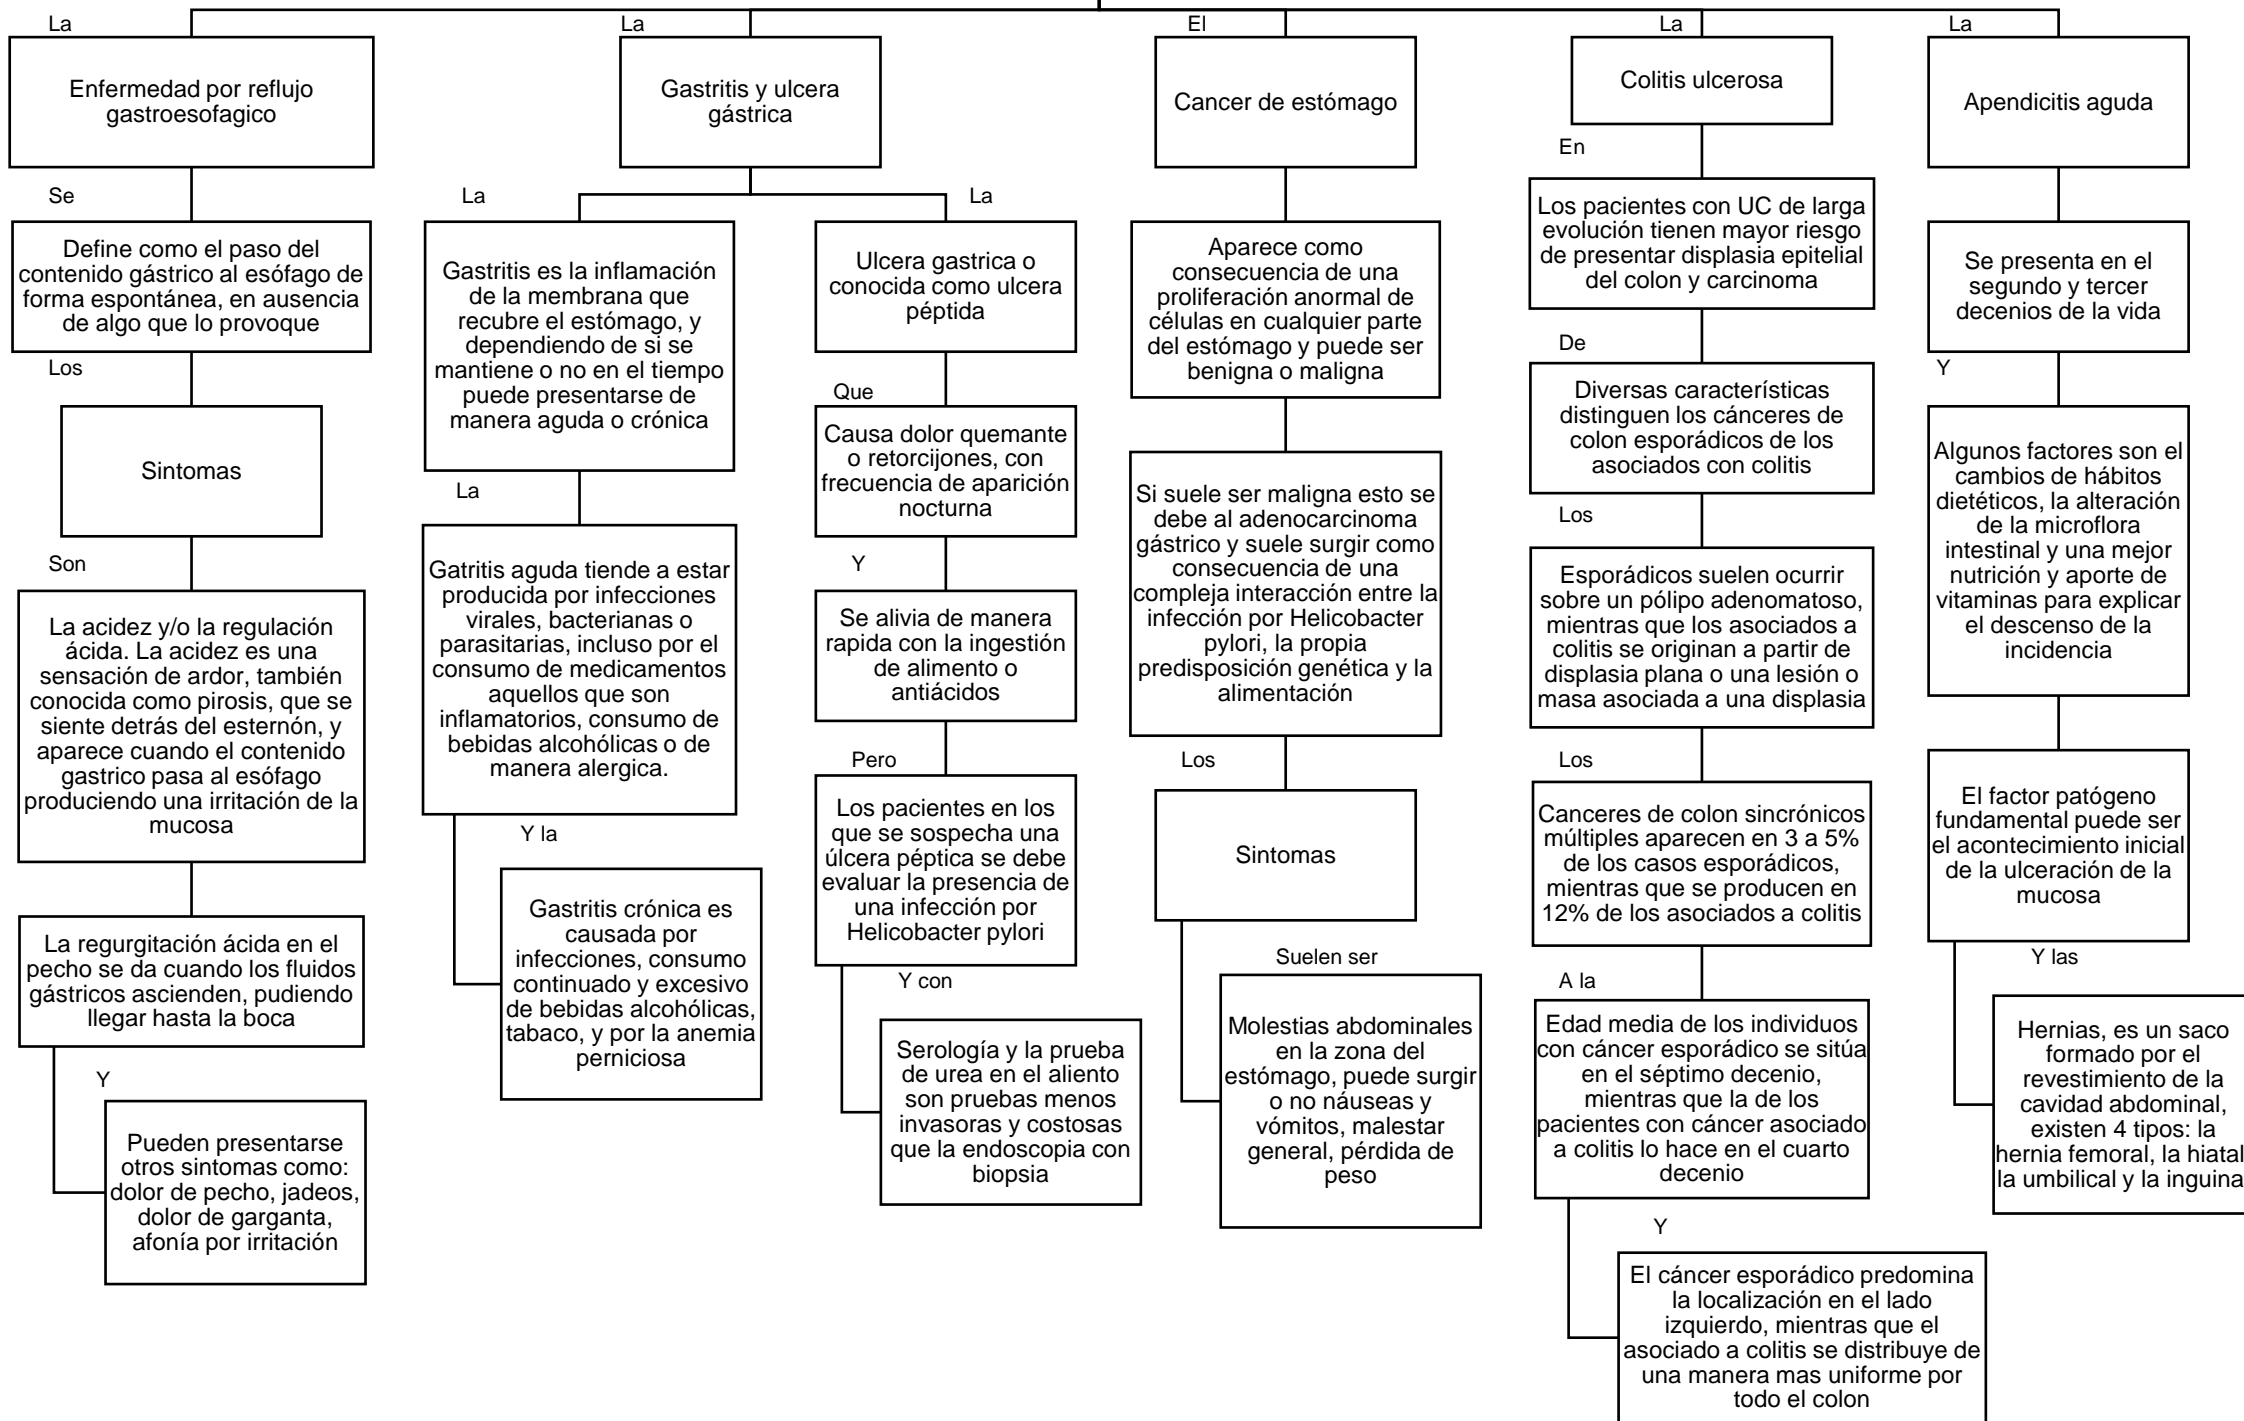 La
Enfermedad por reflujo
gastroesofagico
Se
Define como el paso del
contenido gástrico al esófago de
forma espontánea, en ausencia
de algo que lo provoque
Los
Sintomas
Son
La acidez y/o la regulación
ácida. La acidez es una
sensación de ardor, también
conocida como pirosis, que se
siente detrás del esternón, y
aparece cuando el contenido
gastrico pasa al esófago
produciendo una irritación de la
mucosa
La regurgitación ácida en el
pecho se da cuando los fluidos
gástricos ascienden, pudiendo
llegar hasta la boca
Y
Pueden presentarse
otros sintomas como:
dolor de pecho, jadeos,
dolor de garganta,
afonía por irritación
La
Gastritis y ulcera
gástrica
La
Gastritis es la inflamación
de la membrana que
recubre el estómago, y
dependiendo de si se
mantiene o no en el tiempo
puede presentarse de
manera aguda o crónica
La
Gatritis aguda tiende a estar
producida por infecciones
virales, bacterianas o
parasitarias, incluso por el
consumo de medicamentos
aquellos que son
inflamatorios, consumo de
bebidas alcohólicas o de
manera alergica.
Y la
Gastritis crónica es
causada por
infecciones, consumo
continuado y excesivo
de bebidas alcohólicas,
tabaco, y por la anemia
perniciosa
La
Ulcera gastrica o
conocida como ulcera
péptida
Que
Causa dolor quemante
o retorcijones, con
frecuencia de aparición
nocturna
Y
Se alivia de manera
rapida con la ingestión
de alimento o
antiácidos
Pero
Los pacientes en los
que se sospecha una
úlcera péptica se debe
evaluar la presencia de
una infección por
Helicobacter pylori
Y con
Serología y la prueba
de urea en el aliento
son pruebas menos
invasoras y costosas
que la endoscopia con
biopsia
El
Cancer de estómago
Aparece como
consecuencia de una
proliferación anormal de
células en cualquier parte
del estómago y puede ser
benigna o maligna
Si suele ser maligna esto se
debe al adenocarcinoma
gástrico y suele surgir como
consecuencia de una
compleja interacción entre la
infección por Helicobacter
pylori, la propia
predisposición genética y la
alimentación
Los
Sintomas
Suelen ser
Molestias abdominales
en la zona del
estómago, puede surgir
o no náuseas y
vómitos, malestar
general, pérdida de
peso
La
Colitis ulcerosa
En
Los pacientes con UC de larga
evolución tienen mayor riesgo
de presentar displasia epitelial
del colon y carcinoma
De
Diversas características
distinguen los cánceres de
colon esporádicos de los
asociados con colitis
Los
Esporádicos suelen ocurrir
sobre un pólipo adenomatoso,
mientras que los asociados a
colitis se originan a partir de
displasia plana o una lesión o
masa asociada a una displasia
Los
Canceres de colon sincrónicos
múltiples aparecen en 3 a 5%
de los casos esporádicos,
mientras que se producen en
12% de los asociados a colitis
A la
Edad media de los individuos
con cáncer esporádico se sitúa
en el séptimo decenio,
mientras que la de los
pacientes con cáncer asociado
a colitis lo hace en el cuarto
decenio
Y
El cáncer esporádico predomina
la localización en el lado
izquierdo, mientras que el
asociado a colitis se distribuye de
una manera mas uniforme por
todo el colon
La
Apendicitis aguda
Se presenta en el
segundo y tercer
decenios de la vida
Y
Algunos factores son el
cambios de hábitos
dietéticos, la alteración
de la microflora
intestinal y una mejor
nutrición y aporte de
vitaminas para explicar
el descenso de la
incidencia
El factor patógeno
fundamental puede ser
el acontecimiento inicial
de la ulceración de la
mucosa
Y las
Hernias, es un saco
formado por el
revestimiento de la
cavidad abdominal,
existen 4 tipos: la
hernia femoral, la hiatal
la umbilical y la inguina